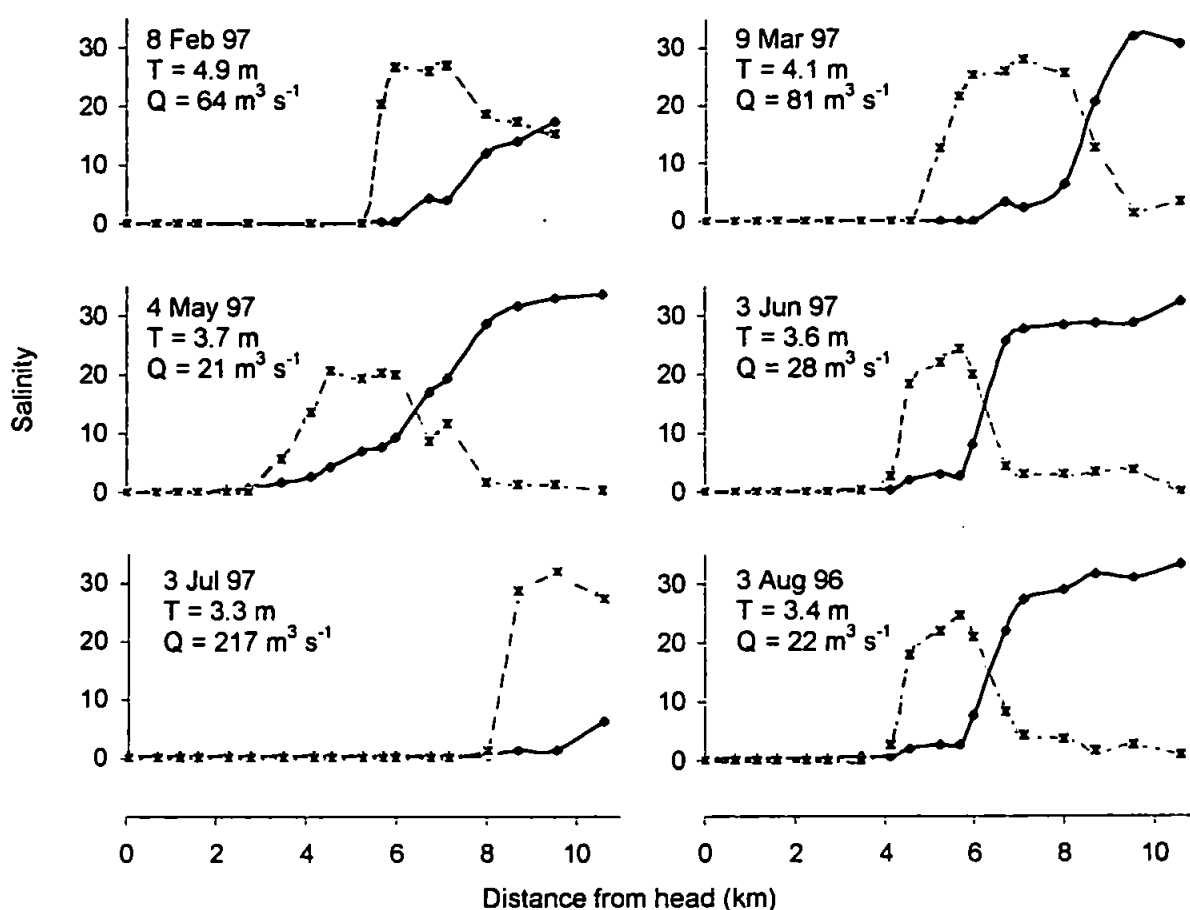 8 Feb 97
T = 4.9 m
Q = 64 m³ s⁻¹
30
20
10
0
9 Mar 97
T = 4.1 m
Q = 81 m³ s⁻¹
30
20
10
0
4 May 97
T = 3.7 m
Q = 21 m³ s⁻¹
30
20
10
0
3 Jun 97
T = 3.6 m
Q = 28 m³ s⁻¹
30
20
10
0
Salinity
3 Jul 97
T = 3.3 m
Q = 217 m³ s⁻¹
30
20
10
0
3 Aug 96
T = 3.4 m
Q = 22 m³ s⁻¹
30
20
10
0
0 2 4 6 8 10
0 2 4 6 8 10
Distance from head (km)